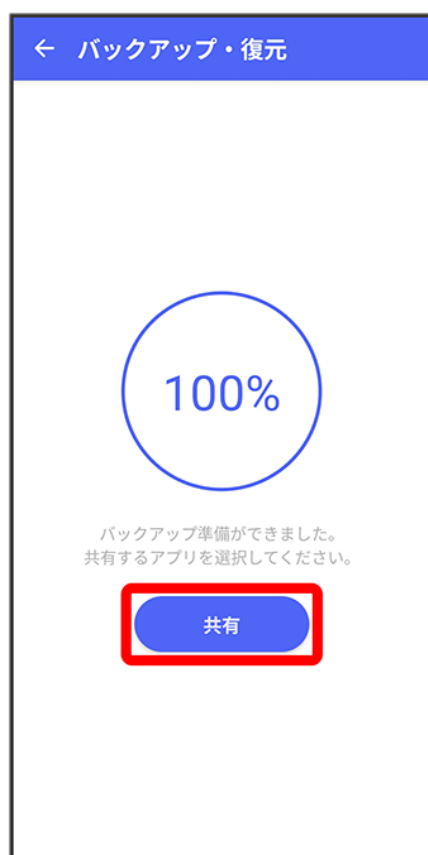 ← バックアップ・復元
100%
バックアップ準備ができました。
共有するアプリを選択してください。
共有